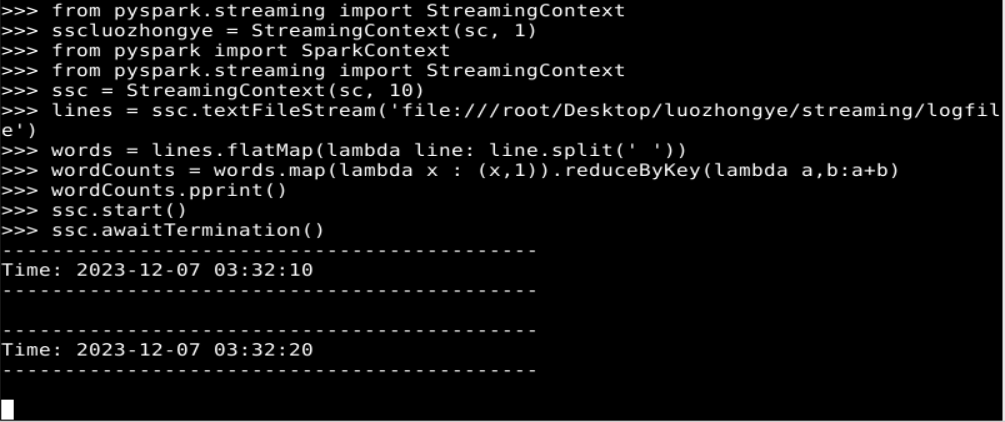 >>> from pyspark.streaming import StreamingContext
>>> sscluozhongye = StreamingContext(sc, 1)
>>> from pyspark import SparkContext
>>> from pyspark.streaming import StreamingContext
>>> ssc = StreamingContext(sc, 10)
>>> lines = ssc.textFileStream('file:///root/Desktop/luozhongye/streaming/logfil
e')
>>> words = lines.flatMap(lambda line: line.split(' '))
>>> wordCounts = words.map(lambda x : (x,1)).reduceByKey(lambda a,b:a+b)
>>> wordCounts.pprint()
>>> ssc.start()
>>> ssc.awaitTermination()
-------------------------------------------
Time: 2023-12-07 03:32:10
-------------------------------------------
-------------------------------------------
Time: 2023-12-07 03:32:20
-------------------------------------------